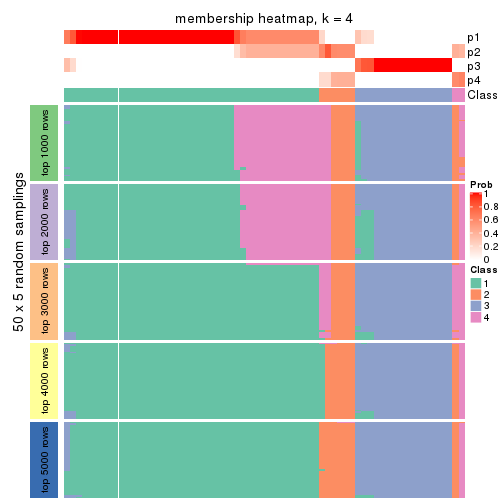 membership heatmap, k = 4
p1
p2
p3
p4
Class
50 x 5 random samplings
top 1000 rows
top 2000 rows
top 3000 rows
top 4000 rows
top 5000 rows
Prob
1
0.8
0.6
0.4
0.2
0
Class
1
2
3
4